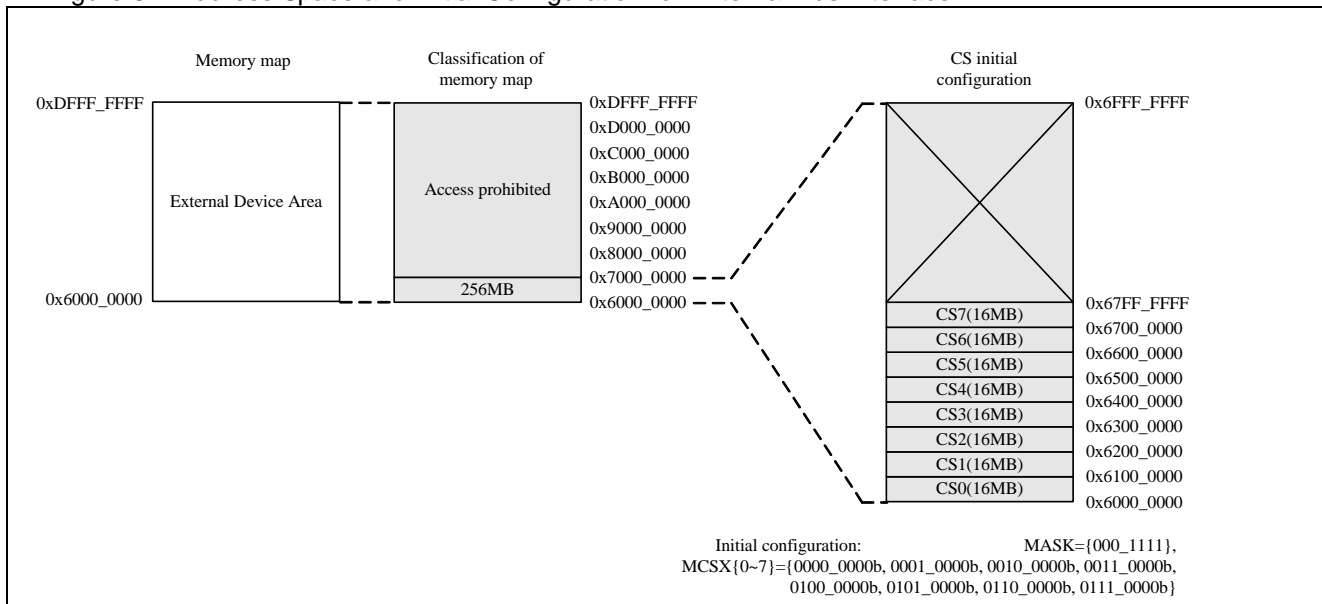 Memory map
Classification of
memory map
CS initial
configuration
0xDFFF_FFFF
0xDFFF_FFFF
0x6FFF_FFFF
0xD000_0000
0xC000_0000
0xB000_0000
External Device Area
Access prohibited
0xA000_0000
0x9000_0000
0x8000_0000
0x7000_0000
256MB
0x6000_0000
0x6000_0000
0x67FF_FFFF
CS7(16MB)
0x6700_0000
CS6(16MB)
0x6600_0000
CS5(16MB)
0x6500_0000
CS4(16MB)
0x6400_0000
CS3(16MB)
0x6300_0000
CS2(16MB)
0x6200_0000
CS1(16MB)
0x6100_0000
CS0(16MB)
0x6000_0000
Initial configuration: MASK={000_1111},
MCSX{0~7}={0000_0000b, 0001_0000b, 0010_0000b, 0011_0000b,
0100_0000b, 0101_0000b, 0110_0000b, 0111_0000b}